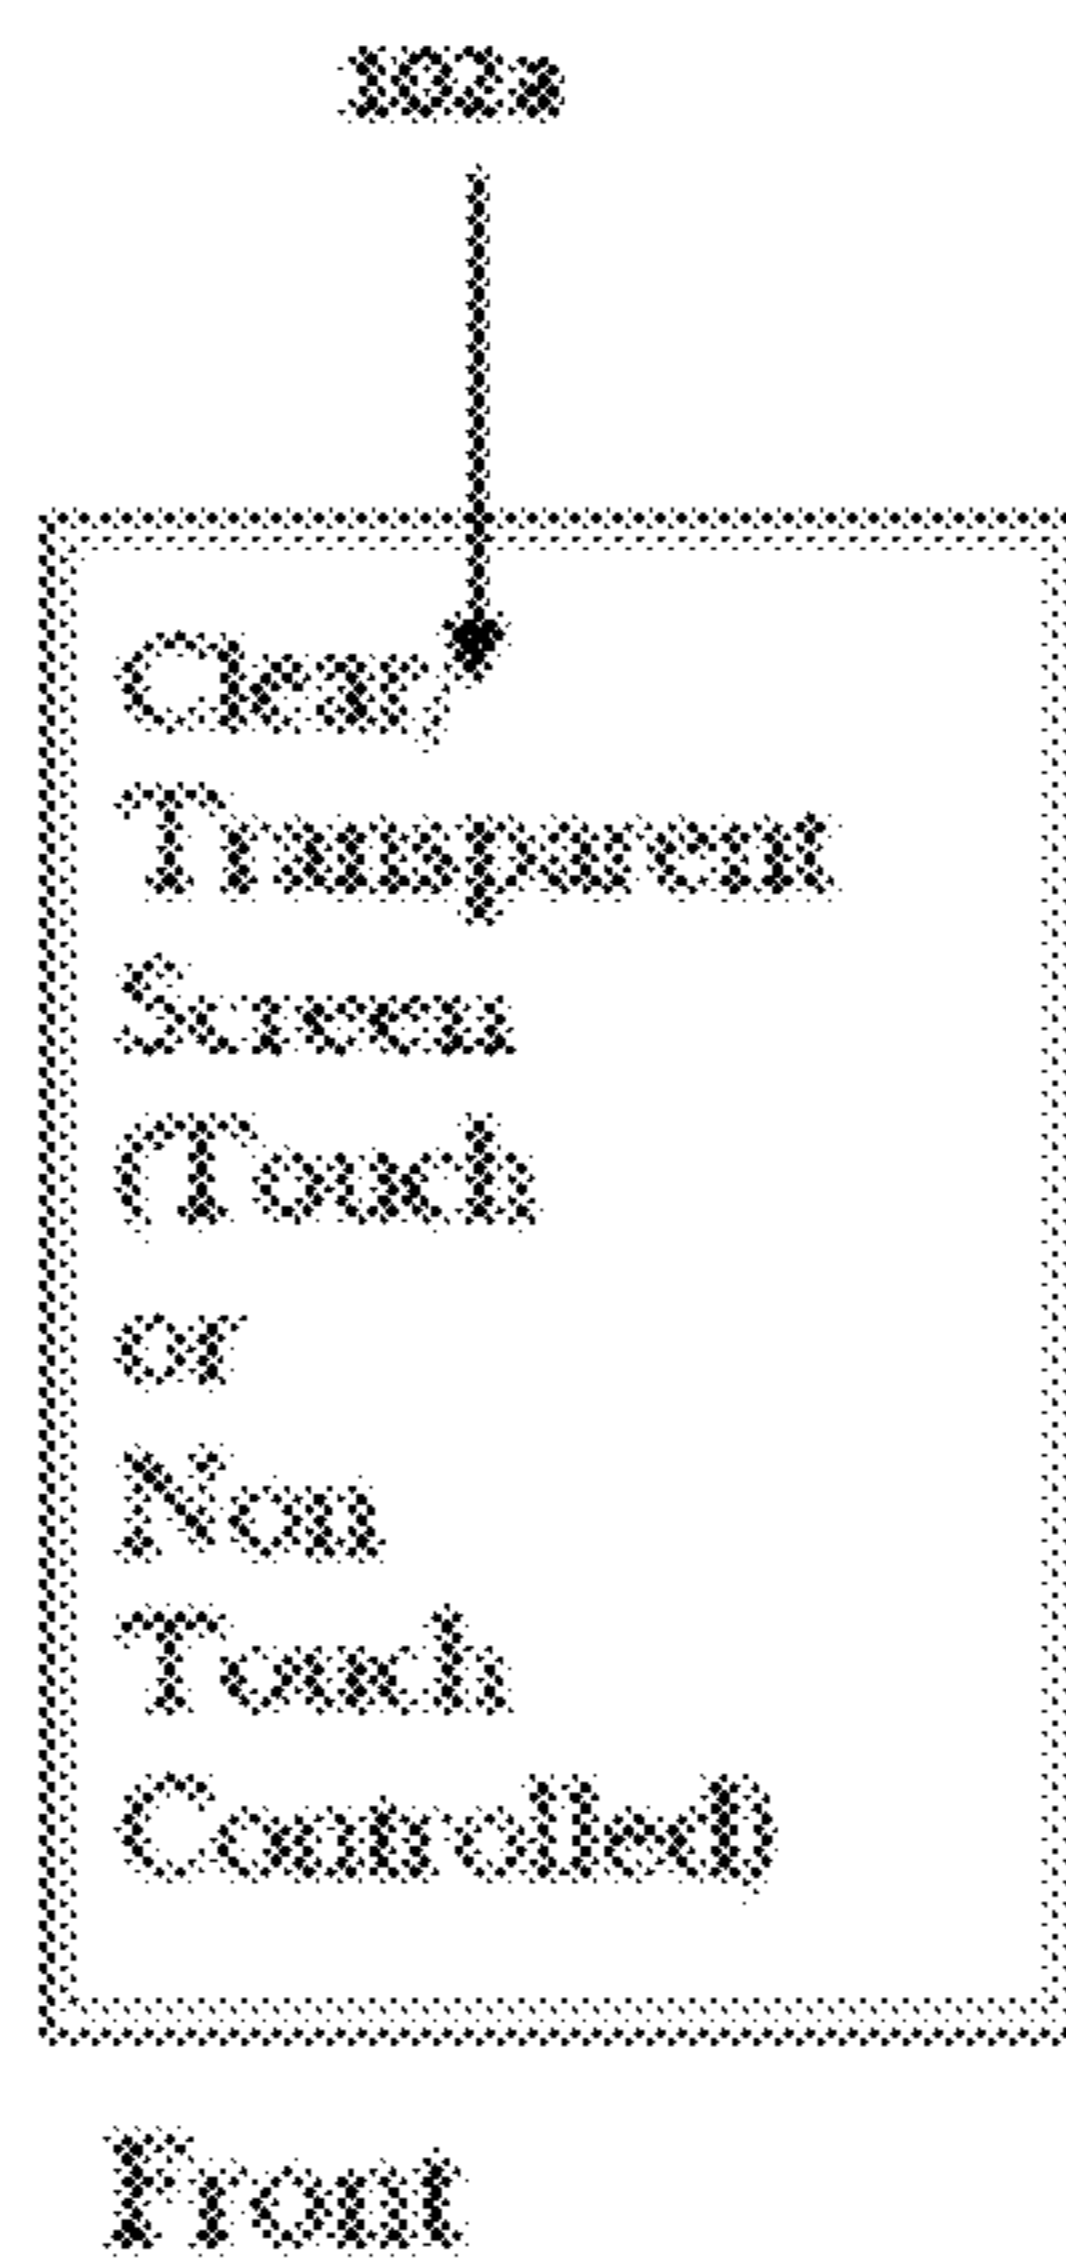 102a
Clear/
Transparent
Screen
(Touch
or
Non
Touch
Controlled)
Front